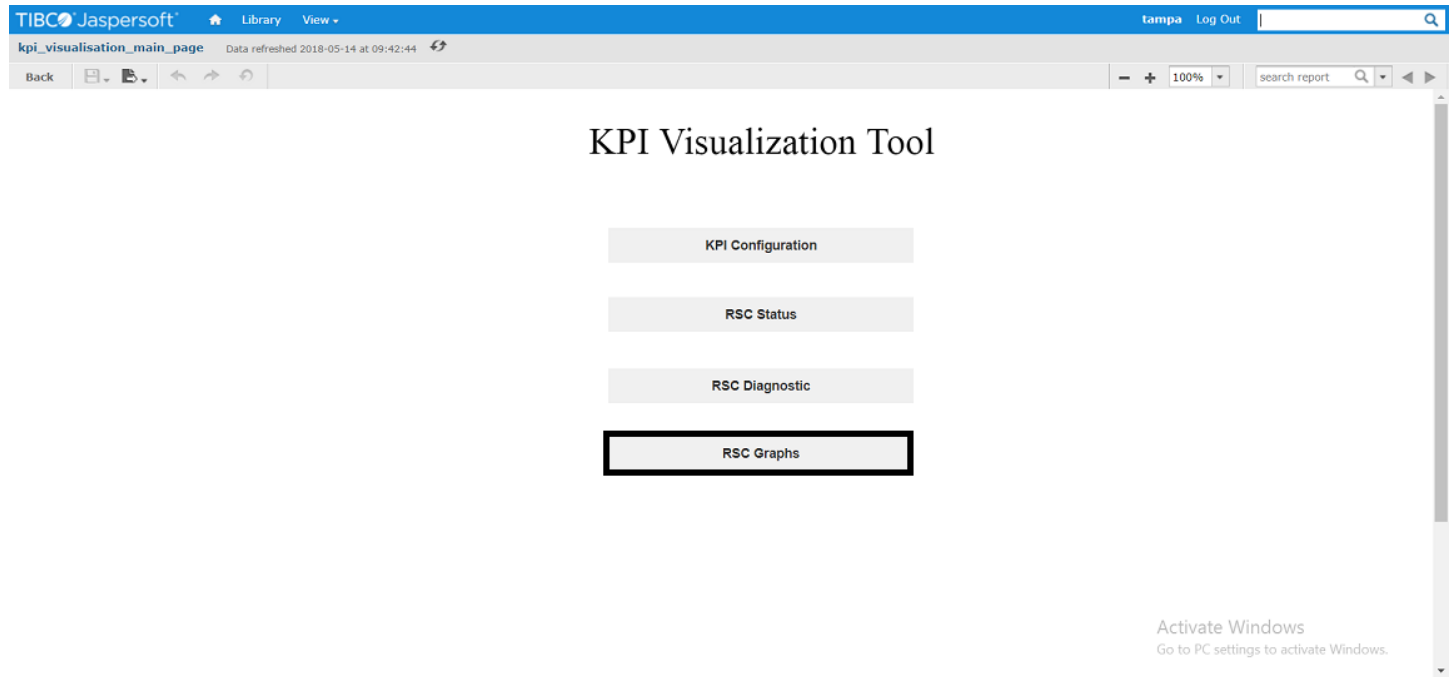 TIBCO Jaspersoft Library View tampa Log Out
kpi_visualisation_main_page Data refreshed 2018-05-14 at 09:42:44
Back 100% search report
KPI Visualization Tool
KPI Configuration
RSC Status
RSC Diagnostic
RSC Graphs
Activate Windows
Go to PC settings to activate Windows.